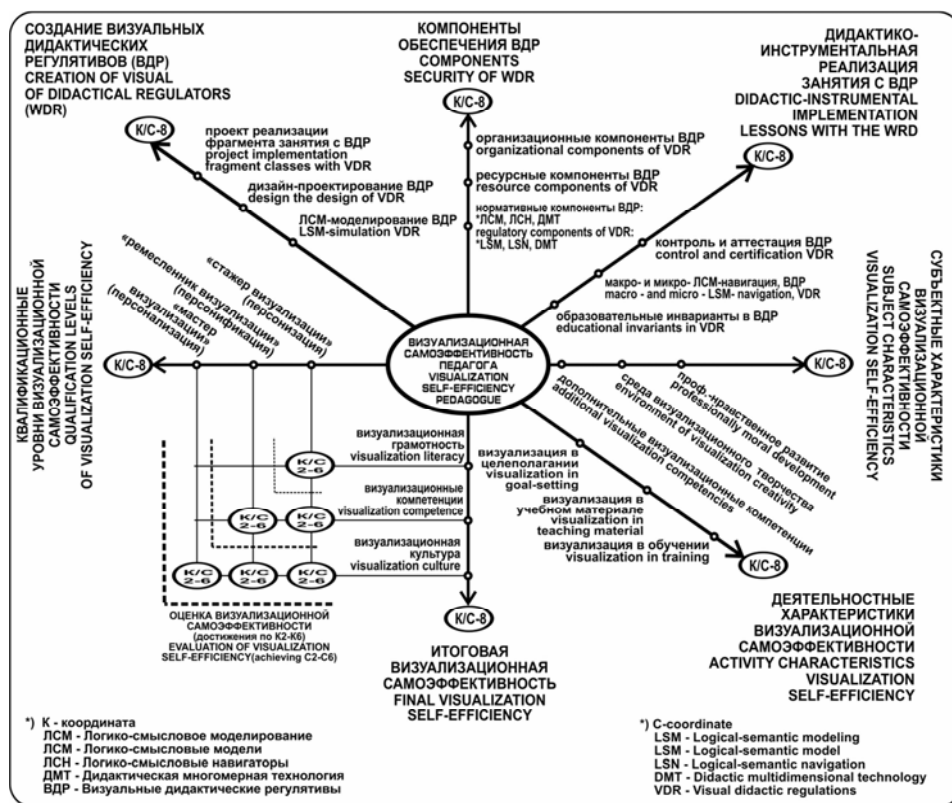 СОЗДАНИЕ ВИЗУАЛЬНЫХ
ДИДАКТИЧЕСКИХ
РЕГУЛЯТИВОВ (ВДР)
CREATION OF VISUAL
OF DIDACTICAL REGULATORS
(WDR)
К/С-8
проект реализации
фрагмента занятия с ВДР
project implementation
fragment classes with VDR
дизайн-проектирование ВДР
design the design of VDR
ЛСМ-моделирование ВДР
LSM-simulation VDR
КОМПОНЕНТЫ
ОБЕСПЕЧЕНИЯ ВДР
COMPONENTS
SECURITY OF WDR
К/С-8
организационные компоненты ВДР
organizational components of VDR
ресурсные компоненты ВДР
resource components of VDR
нормативные компоненты ВДР:
*ЛСМ, ЛСН, ДМТ
regulatory components of VDR:
*LSM, LSN, DMT
ДИДАКТИКО-
ИНСТРУМЕНТАЛЬНАЯ
РЕАЛИЗАЦИЯ
ЗАНЯТИЯ С ВДР
DIDACTIC-INSTRUMENTAL
IMPLEMENTATION
LESSONS WITH THE WRD
К/С-8
контроль и аттестация ВДР
control and certification VDR
макро- и микро- ЛСМ-навигация, ВДР
macro - and micro - LSM- navigation, VDR
образовательные инварианты в ВДР
educational invariants in VDR
КВАЛИФИКАЦИОННЫЕ
УРОВНИ ВИЗУАЛИЗАЦИОННОЙ
САМОЭФФЕКТИВНОСТИ
QUALIFICATION LEVELS
OF VISUALIZATION SELF-EFFICIENCY
К/С-8
«мастер
визуализации»
(персонализация)
«ремесленник визуализации»
(персонификация)
«стажер визуализации»
(персонизация)
ВИЗУАЛИЗАЦИОННАЯ
САМОЭФФЕКТИВНОСТЬ
ПЕДАГОГА
VISUALIZATION
SELF-EFFICIENCY
PEDAGOGUE
СУБЪЕКТНЫЕ ХАРАКТЕРИСТИКИ
ВИЗУАЛИЗАЦИОННОЙ
САМОЭФФЕКТИВНОСТИ
SUBJECT CHARACTERISTICS
VISUALIZATION SELF-EFFICIENCY
К/С-8
проф.-нравственное развитие
professionally moral development
среда визуализационного творчества
environment of visualization creativity
дополнительные визуализационные компетенции
additional visualization competencies
визуализационная
грамотность
visualization literacy
К/С
2-6
визуализационные
компетенции
visualization competence
К/С
2-6
К/С
2-6
визуализационная
культура
visualization culture
К/С
2-6
К/С
2-6
К/С
2-6
визуализация в
целеполагании
visualization in
goal-setting
визуализация в
учебном материале
visualization in
teaching material
визуализация в обучении
visualization in training
К/С-8
К/С-8
ОЦЕНКА ВИЗУАЛИЗАЦИОННОЙ
САМОЭФФЕКТИВНОСТИ
(достижения по К2-К6)
EVALUATION OF VISUALIZATION
SELF-EFFICIENCY(achieving C2-C6)
ИТОГОВАЯ
ВИЗУАЛИЗАЦИОННАЯ
САМОЭФФЕКТИВНОСТЬ
FINAL VISUALIZATION
SELF-EFFICIENCY
ДЕЯТЕЛЬНОСТНЫЕ
ХАРАКТЕРИСТИКИ
ВИЗУАЛИЗАЦИОННОЙ
САМОЭФФЕКТИВНОСТИ
ACTIVITY CHARACTERISTICS
VISUALIZATION
SELF-EFFICIENCY
*) К - координата
ЛСМ - Логико-смысловое моделирование
ЛСМ - Логико-смысловые модели
ЛСН - Логико-смысловые навигаторы
ДМТ - Дидактическая многомерная технология
ВДР - Визуальные дидактические регулятивы
*) C-coordinate
LSM - Logical-semantic modeling
LSM - Logical-semantic model
LSN - Logical-semantic navigation
DMT - Didactic multidimensional technology
VDR - Visual didactic regulations